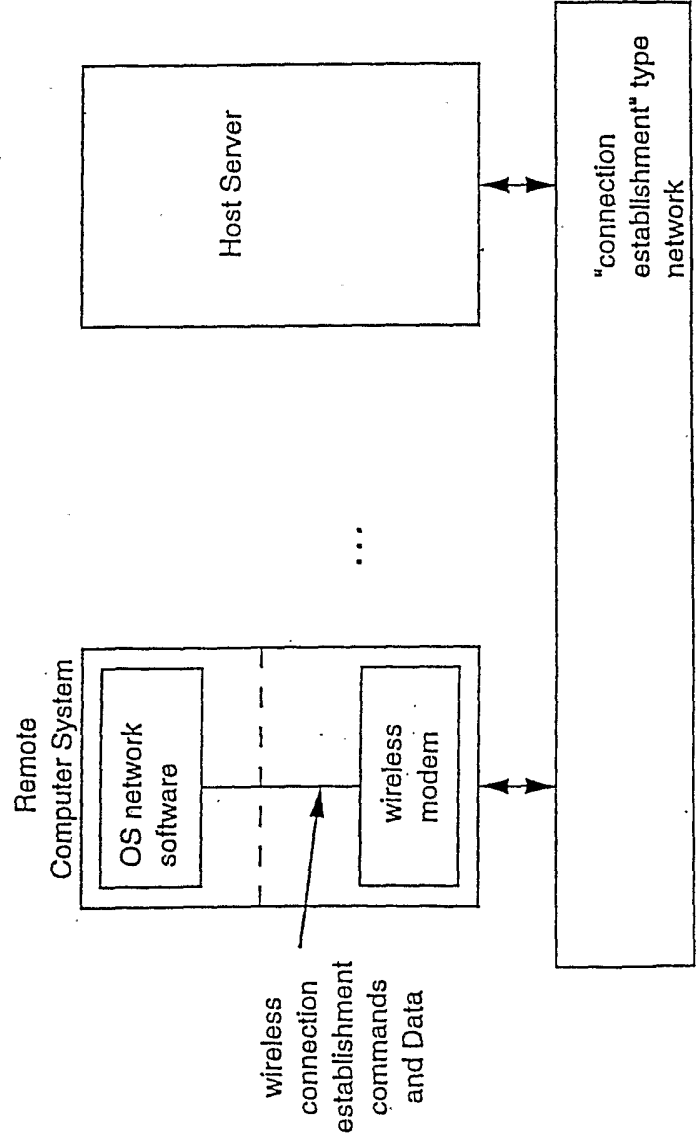 Remote
Computer System
OS network
software
wireless
modem
wireless
connection
establishment
commands
and Data
...
Host Server
"connection
establishment" type
network